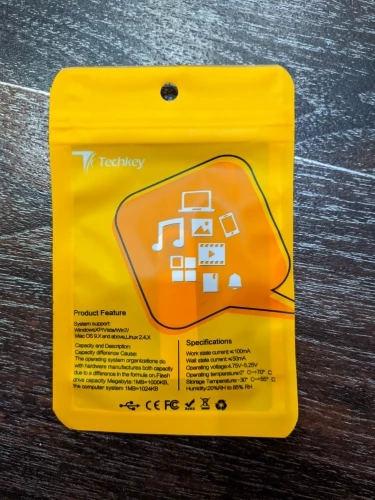 Techkey
Product Feature
System support:
Windows/XP/Vista/Win7/
Mac OS 9.X and above,Linux 2.4.X
Capacity and Description:
Capacity difference Cause:
The operating system organizations do
with hardware manufactures both capacity
due to a difference in the formula on.Flash
drive capacity Megabyte:1MB=1000KB,
the computer system 1MB=1024KB
Specifications
Work state current:≤100mA
Wait state current:≤50mA
Operating voltage:4.75V-5.25V
Operating temperature:0° C~+70° C
Storage Temperature:-30° C~+85° C
Humidity:20%RH to 85% RH
CE FC